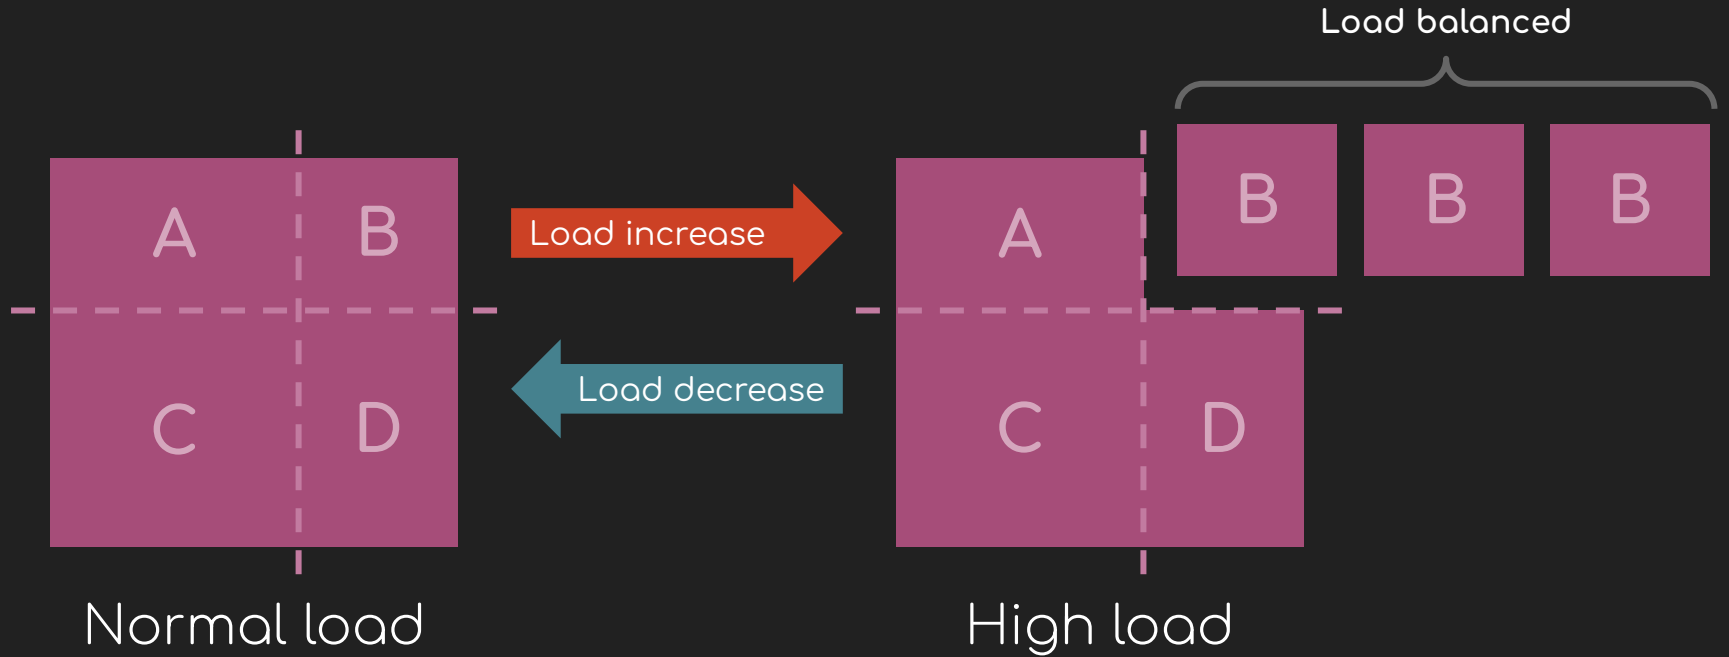 Load balanced
A B
C D
Load increase
Load decrease
A B B B
C D
Normal load
High load